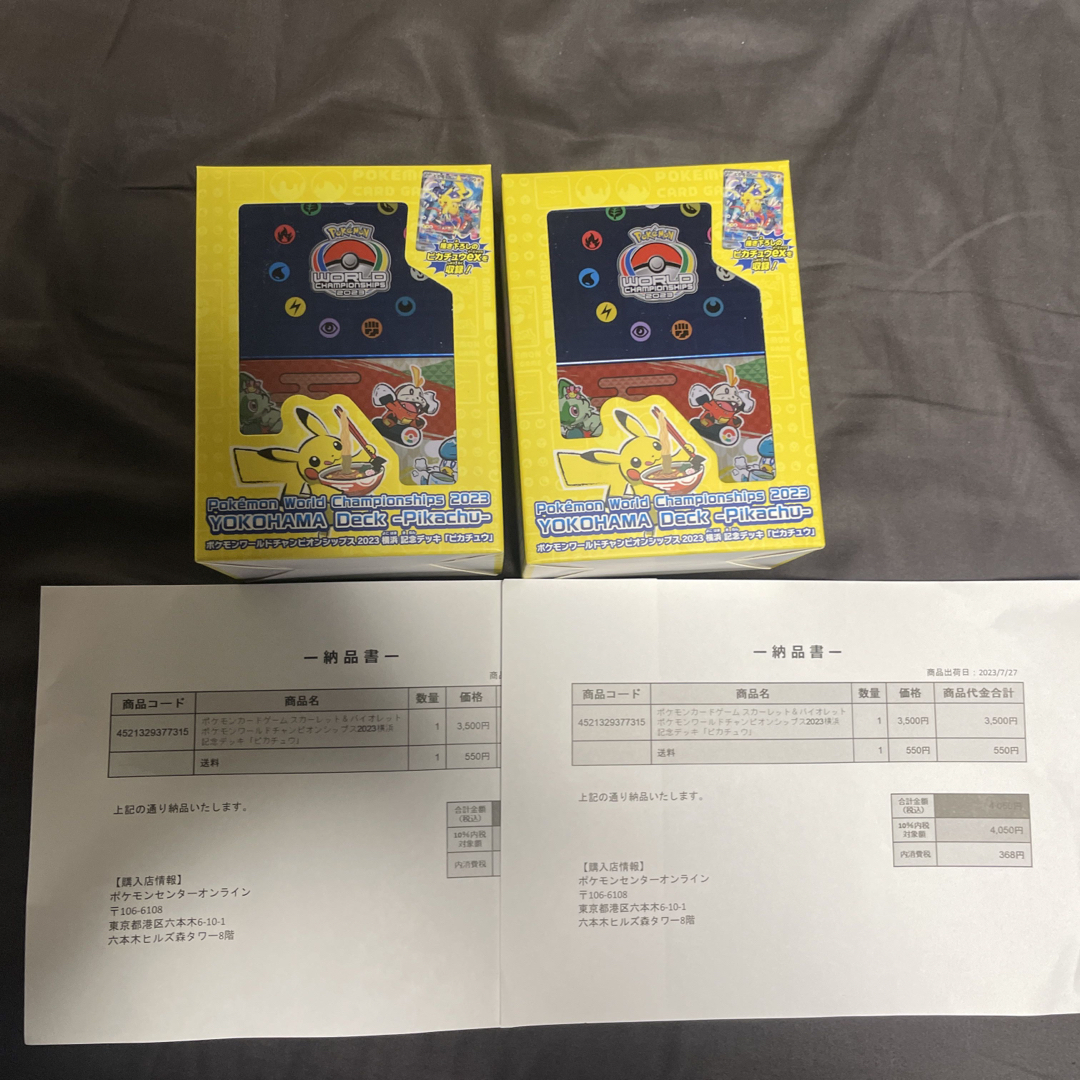 POKÉMON
CARD GA
描き下ろしの
ピカチュウexを
収録!
Pokémon
WORLD
CHAMPIONSHIPS
2023
Pokémon World Championships 2023
YOKOHAMA Deck -Pikachu-
ポケモンワールドチャンピオンシップス2023 横浜 記念デッキ「ピカチュウ」
POKÉM
CARD G
描き下ろしの
ピカチュウexを
収録!
Pokémon
WORLD
CHAMPIONSHIPS
2023
Pokémon World Championships 2023
YOKOHAMA Deck -Pikachu-
ポケモンワールドチャンピオンシップス2023 横浜 記念デッキ「ピカチュウ」
ー納品書ー
商品コード 商品名 数量 価格
4521329377315 ポケモンカードゲーム スカーレット&バイオレット 1 3,500円
ポケモンワールドチャンピオンシップス2023横浜
記念デッキ「ピカチュウ」
送料 1 550円
上記の通り納品いたします。
合計金額
(税込)
10%内税
対象額
内消費税
【購入店情報】
ポケモンセンターオンライン
〒106-6108
東京都港区六本木6-10-1
六本木ヒルズ森タワー8階
ー納品書ー
商品出荷日:2023/7/27
商品コード 商品名 数量 価格 商品代金合計
4521329377315 ポケモンカードゲーム スカーレット&バイオレット 1 3,500円 3,500円
ポケモンワールドチャンピオンシップス2023横浜
記念デッキ「ピカチュウ」
送料 1 550円 550円
上記の通り納品いたします。
合計金額 4,050円
(税込)
10%内税 4,050円
対象額
内消費税 368円
【購入店情報】
ポケモンセンターオンライン
〒106-6108
東京都港区六本木6-10-1
六本木ヒルズ森タワー8階